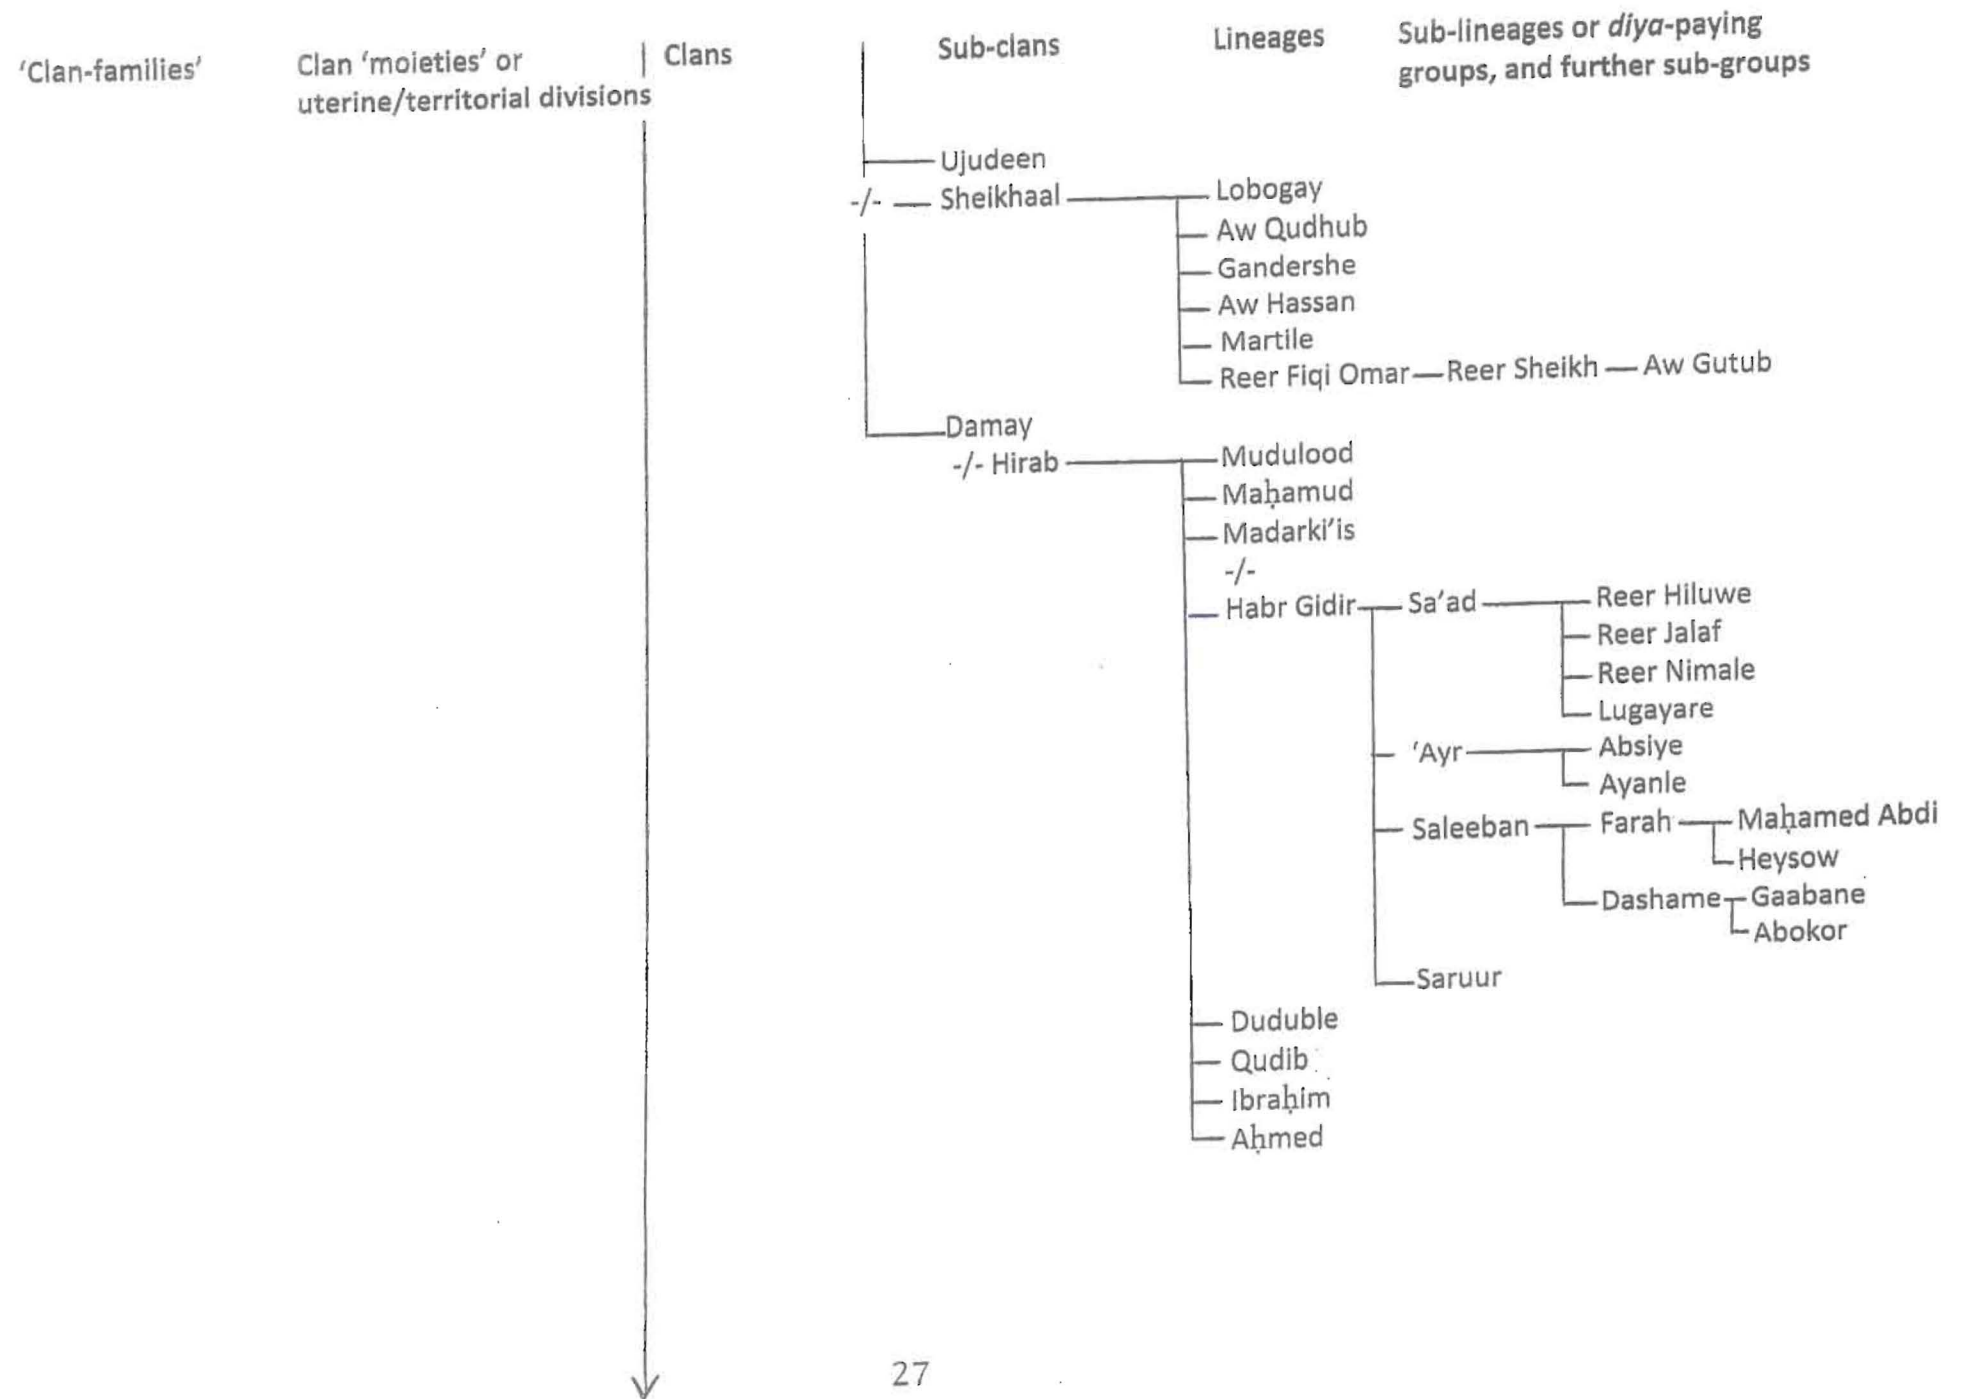 'Clan-families' Clan 'moieties' or Clans Sub-clans Lineages Sub-lineages or diya-paying
uterine/territorial divisions groups, and further sub-groups
Ujudeen
-/- Sheikhaal Lobogay
Aw Qudhub
Gandershe
Aw Hassan
Martile
Reer Fiqi Omar Reer Sheikh Aw Gutub
Damay
-/- Hirab Mudulood
Maḥamud
Madarki'is
-/-
Habr Gidir Sa'ad Reer Hiluwe
Reer Jalaf
Reer Nimale
Lugayare
'Ayr Absiye
Ayanle
Saleeban Farah Maḥamed Abdi
Heysow
Dashame Gaabane
Abokor
Saruur
Duduble
Qudib
Ibraḥim
Aḥmed
27